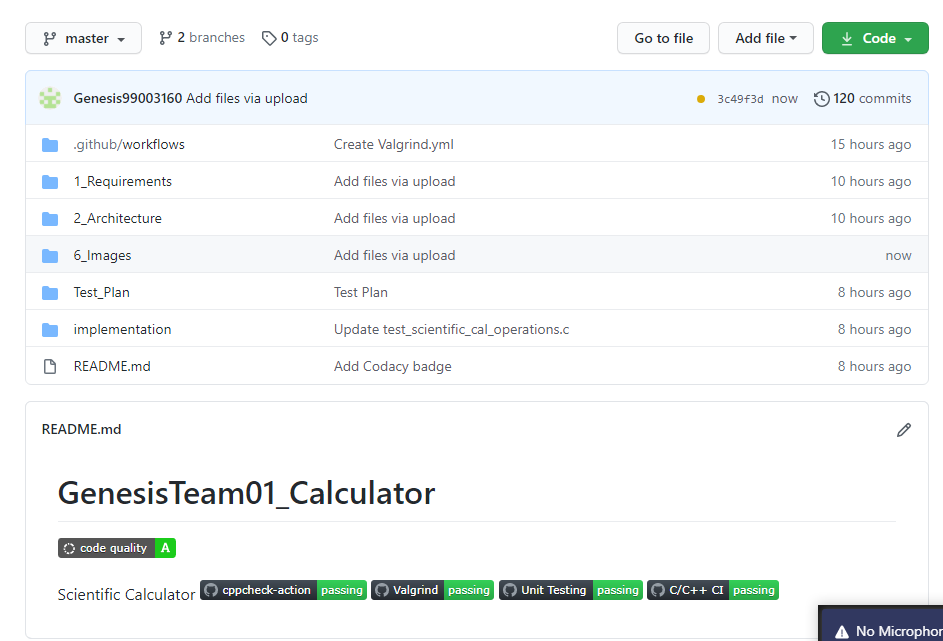 master 2 branches 0 tags Go to file Add file Code
Genesis99003160 Add files via upload 3c49f3d now 120 commits
.github/workflows Create Valgrind.yml 15 hours ago
1_Requirements Add files via upload 10 hours ago
2_Architecture Add files via upload 10 hours ago
6_Images Add files via upload now
Test_Plan Test Plan 8 hours ago
implementation Update test_scientific_cal_operations.c 8 hours ago
README.md Add Codacy badge 8 hours ago
README.md
GenesisTeam01_Calculator
code quality A
Scientific Calculator cppcheck-action passing Valgrind passing Unit Testing passing C/C++ CI passing
No Microphon